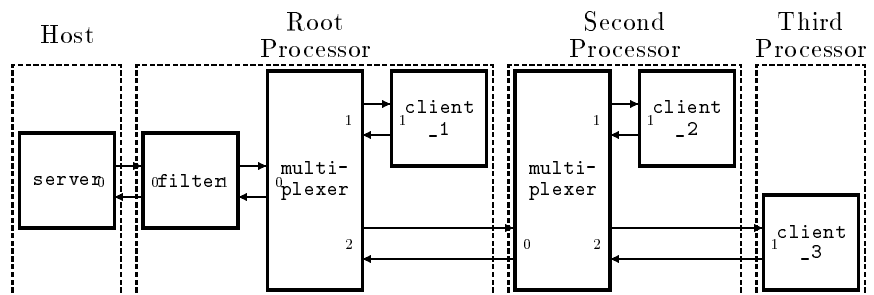 Host
Root
Processor
Second
Processor
Third
Processor
server
0
0
filter
1
0
multi-
plexer
1
2
1
client
_1
0
multi-
plexer
1
2
1
client
_2
1
client
_3